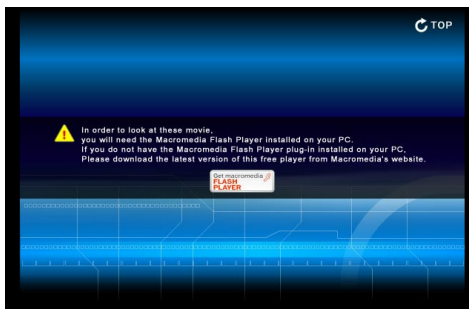 TOP
In order to look at these movie,
you will need the Macromedia Flash Player installed on your PC.
If you do not have the Macromedia Flash Player plug-in installed on your PC,
Please download the latest version of this free player from Macromedia's website.
Get macromedia
FLASH
PLAYER